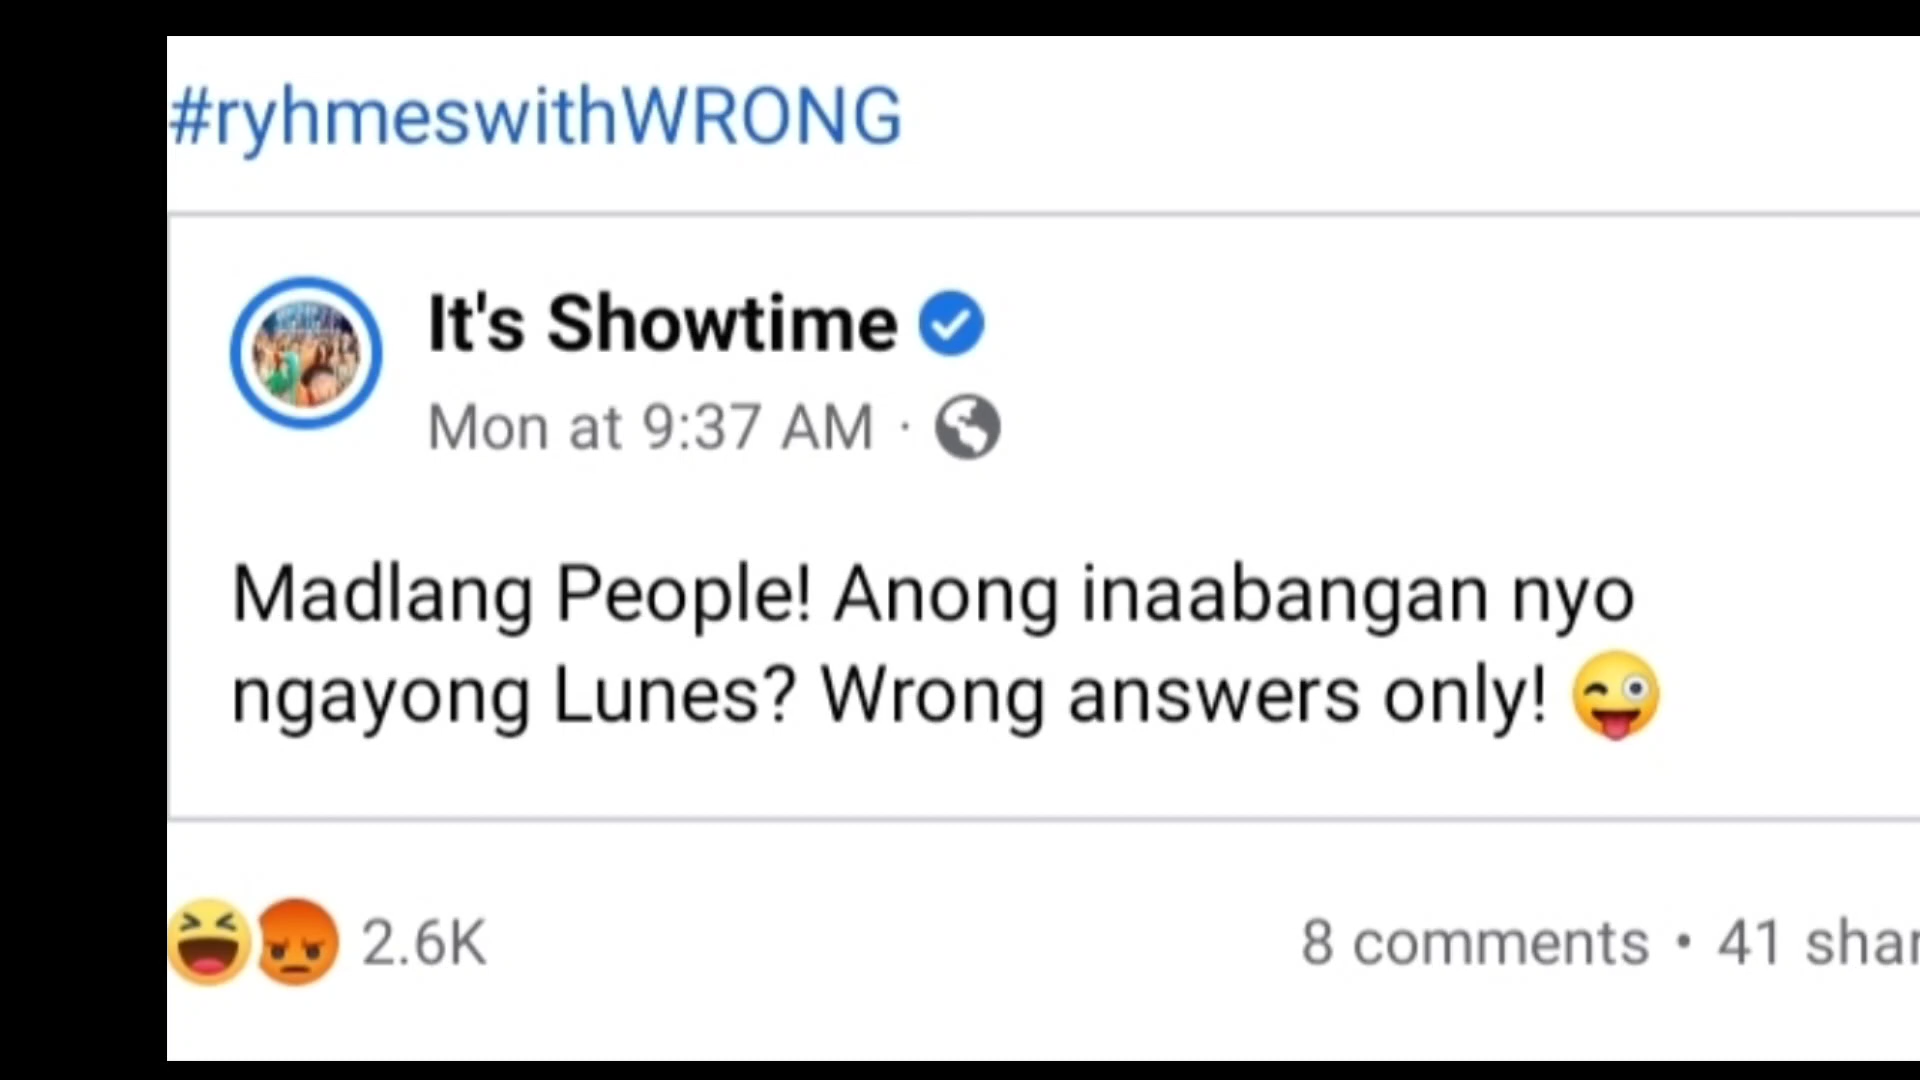 #ryhmeswithWRONG
It's Showtime
Mon at 9:37 AM ·
Madlang People! Anong inaabangan nyo
ngayong Lunes? Wrong answers only! 😜
2.6K
8 comments • 41 shar